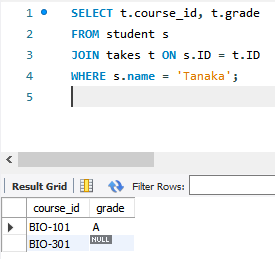 1 SELECT t.course_id, t.grade
2 FROM student s
3 JOIN takes t ON s.ID = t.ID
4 WHERE s.name = 'Tanaka';
5
Result Grid Filter Rows:
course_id grade
BIO-101 A
BIO-301 NULL